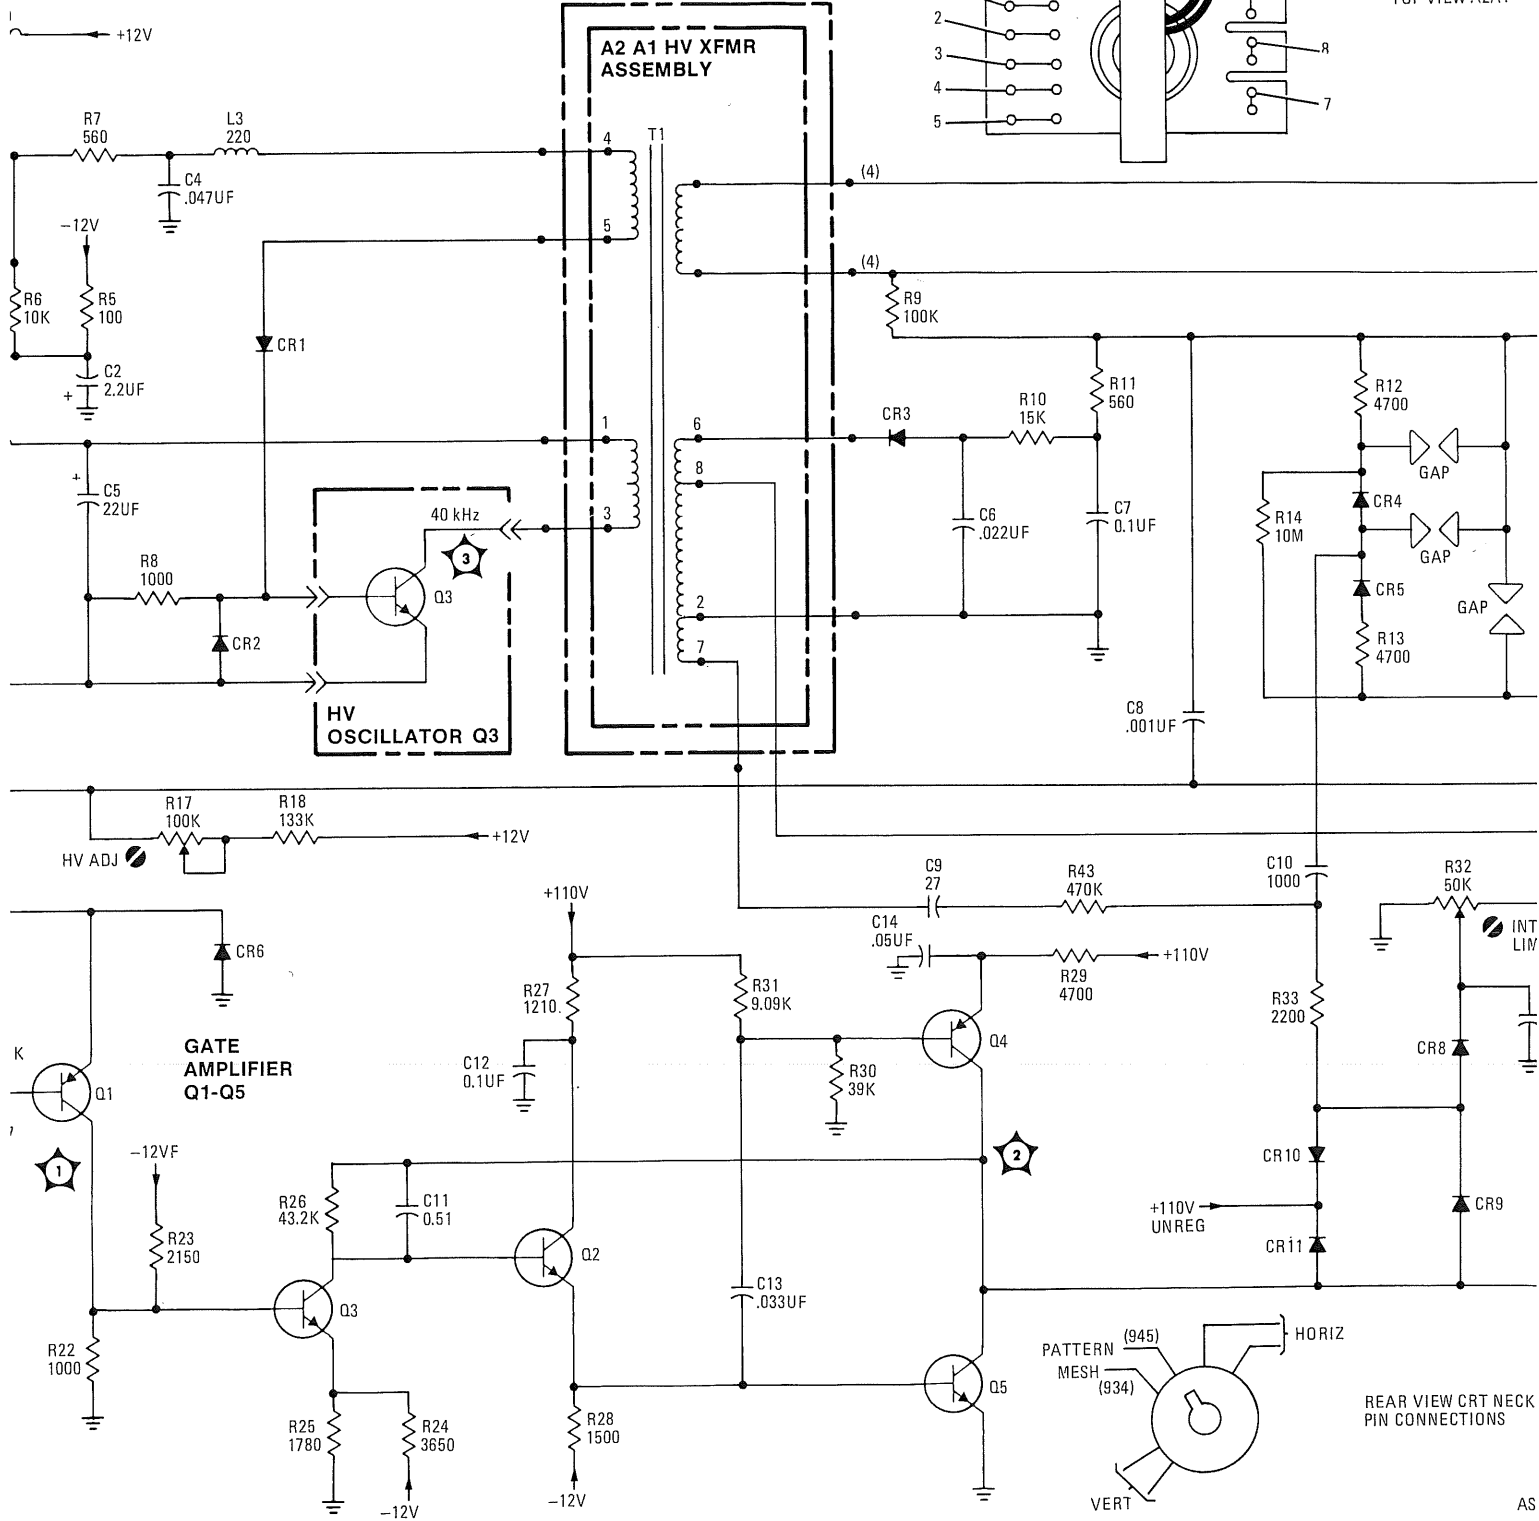 +12V
A2 A1 HV XFMR
ASSEMBLY
2
3
4
5
8
7
R7
560
L3
220
C4
.047UF
–12V
R6
10K
R5
100
C2
2.2UF
+
CR1
4
T1
5
(4)
(4)
R9
100K
1
6
8
3
2
7
CR3
R10
15K
R11
560
R12
4700
GAP
CR4
GAP
R14
10M
CR5
GAP
R13
4700
C6
.022UF
C7
0.1UF
C8
.001UF
+
C5
22UF
40 kHz
3
R8
1000
Q3
CR2
HV
OSCILLATOR Q3
R17
100K
R18
133K
+12V
HV ADJ
+110V
C9
27
R43
470K
C10
1000
R32
50K
INT
LIM
C14
.05UF
+110V
R29
4700
CR6
R27
1210.
R31
9.09K
R33
2200
K
GATE
AMPLIFIER
Q1-Q5
Q1
C12
0.1UF
R30
39K
Q4
CR8
1
–12VF
2
CR10
R26
43.2K
C11
0.51
+110V
UNREG
CR9
R23
2150
Q2
CR11
C13
.033UF
Q3
R22
1000
PATTERN
(945)
HORIZ
MESH
(934)
Q5
REAR VIEW CRT NECK
PIN CONNECTIONS
R25
1780
R24
3650
R28
1500
–12V
–12V
VERT
AS